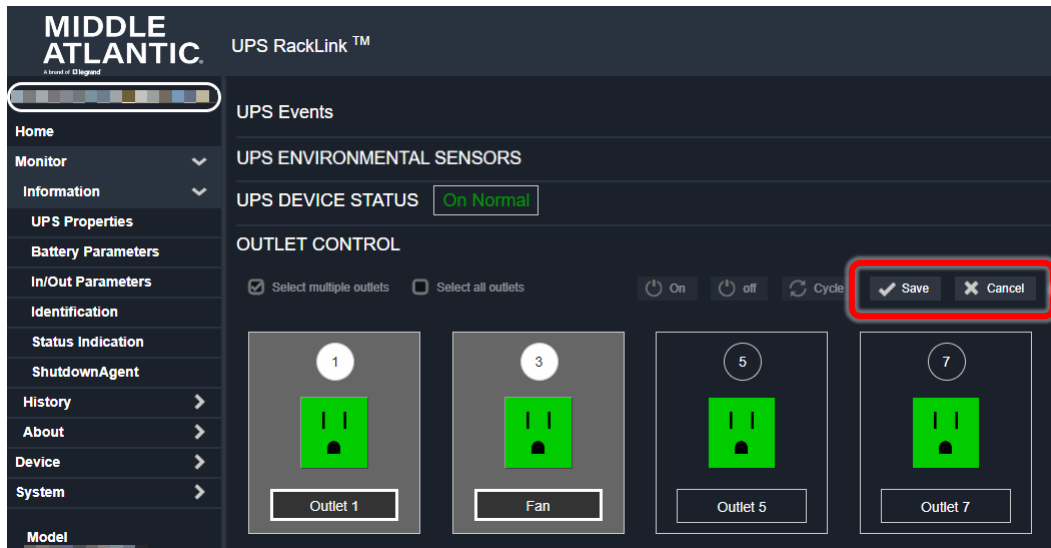 MIDDLE
ATLANTIC.
A brand of legrand
UPS RackLink TM
Home
Monitor
Information
UPS Properties
Battery Parameters
In/Out Parameters
Identification
Status Indication
ShutdownAgent
History
About
Device
System
Model
UPS Events
UPS ENVIRONMENTAL SENSORS
UPS DEVICE STATUS On Normal
OUTLET CONTROL
Select multiple outlets Select all outlets On off Cycle Save Cancel
1 3 5 7
Outlet 1 Fan Outlet 5 Outlet 7